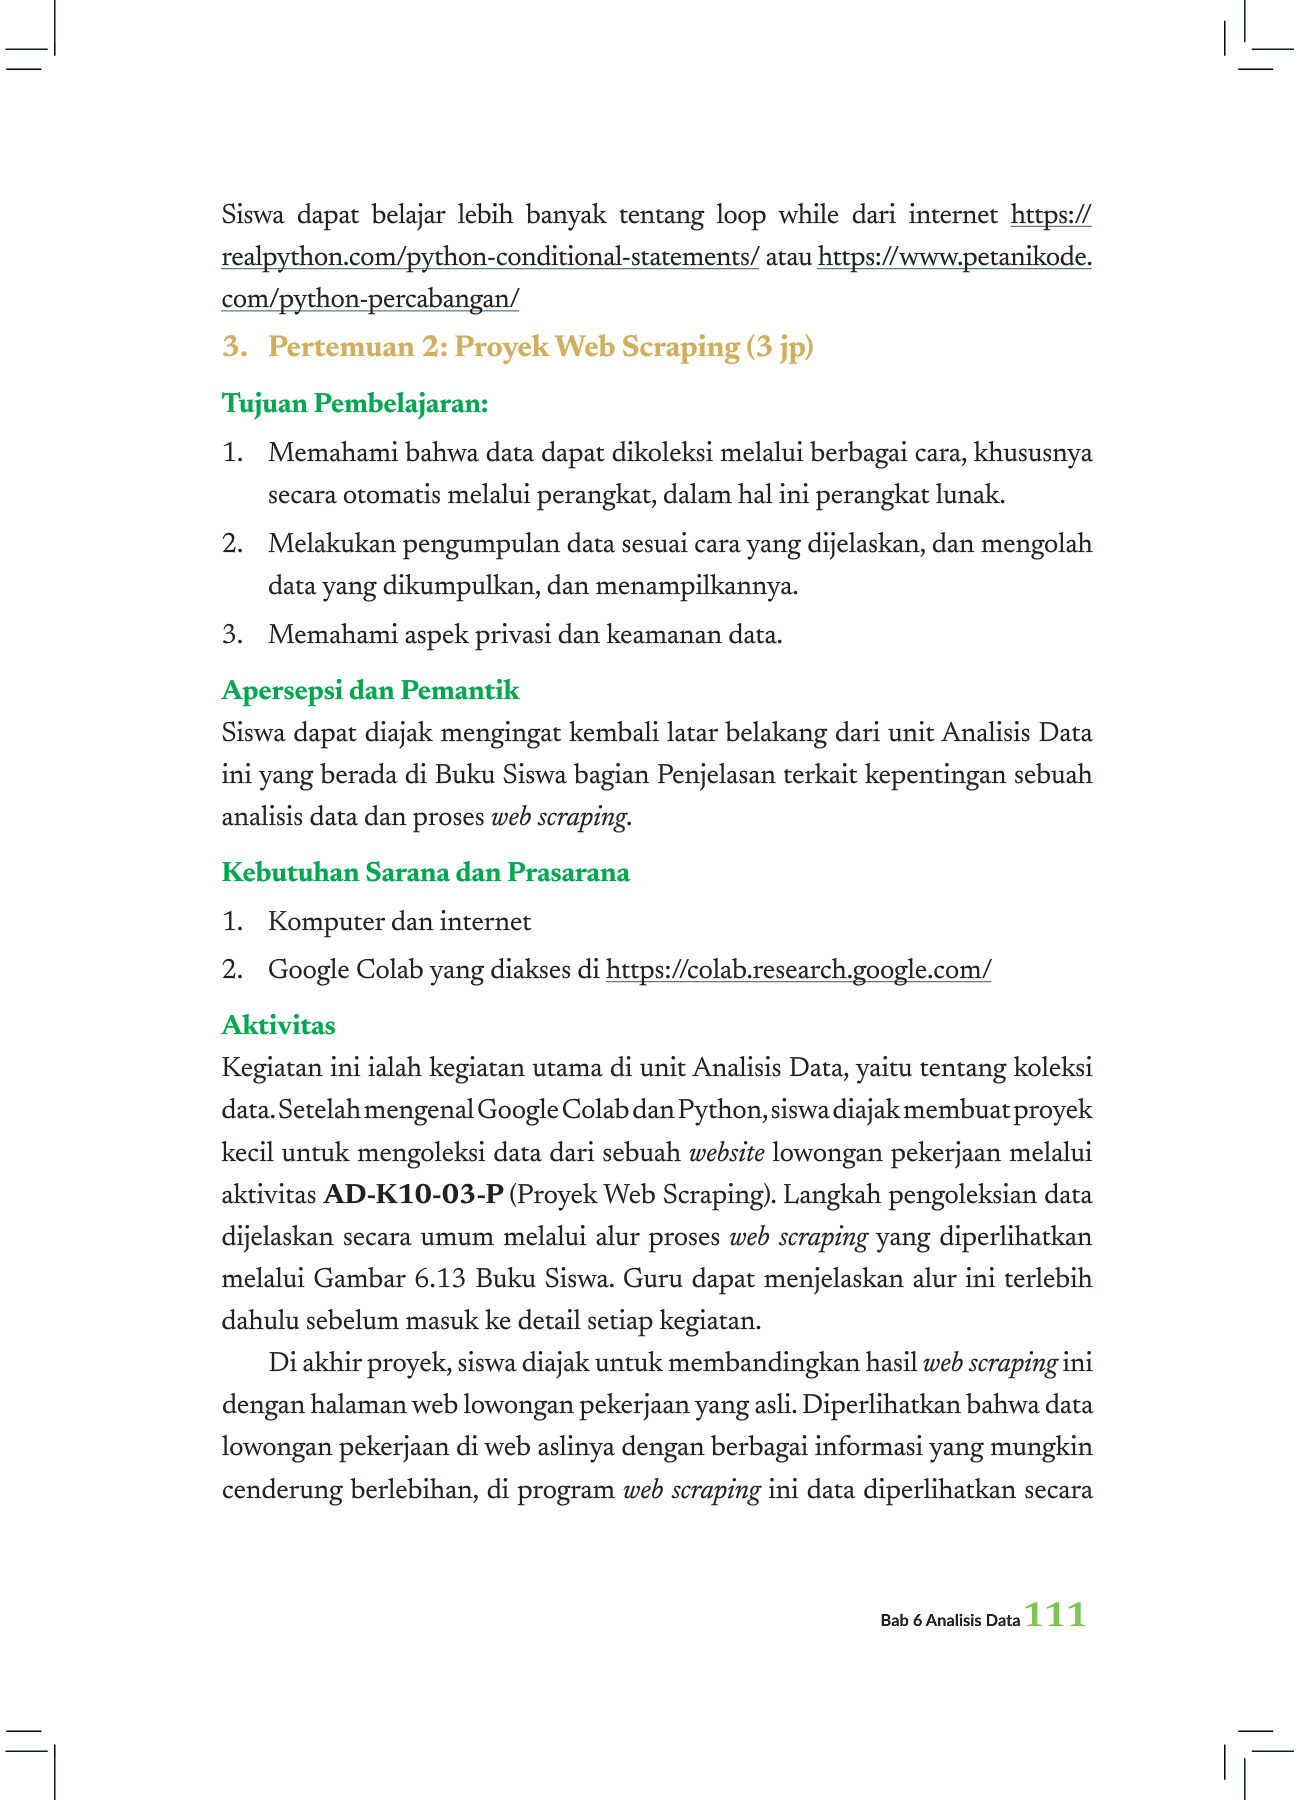 Siswa dapat belajar lebih banyak tentang loop while dari internet https://
realpython.com/python-conditional-statements/ atau https://www.petanikode.
com/python-percabangan/
3. Pertemuan 2: Proyek Web Scraping (3 jp)
Tujuan Pembelajaran:
1. Memahami bahwa data dapat dikoleksi melalui berbagai cara, khususnya
secara otomatis melalui perangkat, dalam hal ini perangkat lunak.
2. Melakukan pengumpulan data sesuai cara yang dijelaskan, dan mengolah
data yang dikumpulkan, dan menampilkannya.
3. Memahami aspek privasi dan keamanan data.
Apersepsi dan Pemantik
Siswa dapat diajak mengingat kembali latar belakang dari unit Analisis Data
ini yang berada di Buku Siswa bagian Penjelasan terkait kepentingan sebuah
analisis data dan proses web scraping.
Kebutuhan Sarana dan Prasarana
1. Komputer dan internet
2. Google Colab yang diakses di https://colab.research.google.com/
Aktivitas
Kegiatan ini ialah kegiatan utama di unit Analisis Data, yaitu tentang koleksi
data. Setelah mengenal Google Colab dan Python, siswa diajak membuat proyek
kecil untuk mengoleksi data dari sebuah website lowongan pekerjaan melalui
aktivitas AD-K10-03-P (Proyek Web Scraping). Langkah pengoleksian data
dijelaskan secara umum melalui alur proses web scraping yang diperlihatkan
melalui Gambar 6.13 Buku Siswa. Guru dapat menjelaskan alur ini terlebih
dahulu sebelum masuk ke detail setiap kegiatan.
Di akhir proyek, siswa diajak untuk membandingkan hasil web scraping ini
dengan halaman web lowongan pekerjaan yang asli. Diperlihatkan bahwa data
lowongan pekerjaan di web aslinya dengan berbagai informasi yang mungkin
cenderung berlebihan, di program web scraping ini data diperlihatkan secara
Bab 6 Analisis Data 111